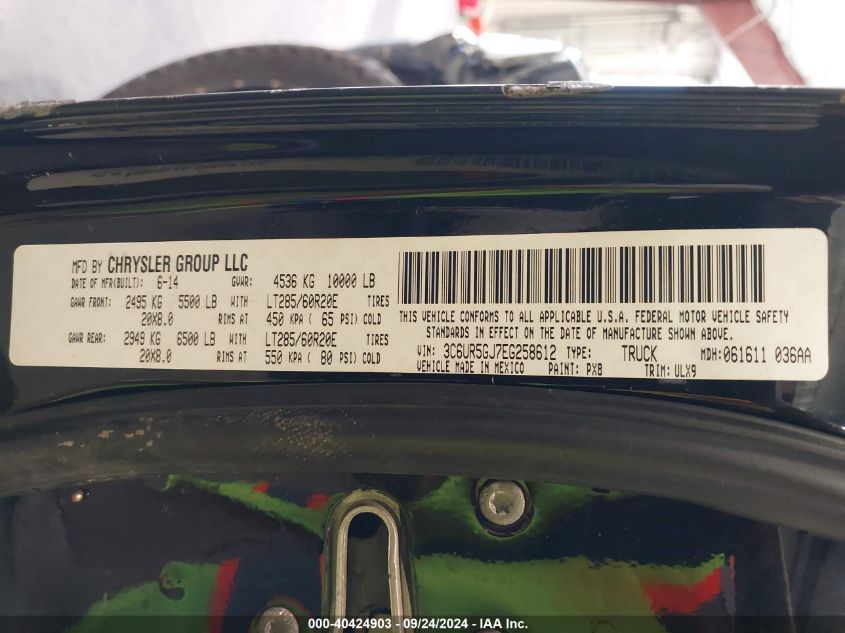 MFD BY CHRYSLER GROUP LLC
DATE OF MFR(BUILT): 6-14 GVWR: 4536 KG 10000 LB
GAWR FRONT: 2495 KG 5500 LB WITH LT285/60R20E TIRES
20X8.0 RIMS AT 450 KPA ( 65 PSI) COLD
GAWR REAR: 2949 KG 6500 LB WITH LT285/60R20E TIRES
20X8.0 RIMS AT 550 KPA ( 80 PSI) COLD
THIS VEHICLE CONFORMS TO ALL APPLICABLE U.S.A. FEDERAL MOTOR VEHICLE SAFETY
STANDARDS IN EFFECT ON THE DATE OF MANUFACTURE SHOWN ABOVE.
VIN: 3C6UR5GJ7EG258612 TYPE: TRUCK MDH: 061611 036AA
VEHICLE MADE IN MEXICO PAINT: PX8 TRIM: ULX9
000-40424903 - 09/24/2024 - IAA Inc.